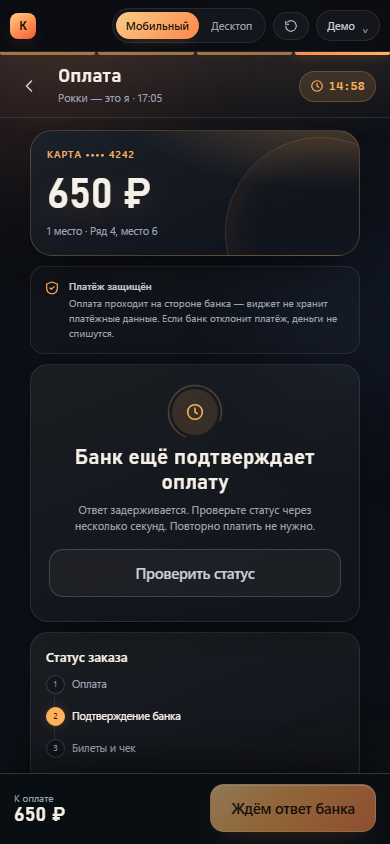 К
Мобильный Десктоп Демо
Оплата
Рокки — это я · 17:05
14:58
КАРТА •••• 4242
650 ₽
1 место · Ряд 4, место 6
Платёж защищён
Оплата проходит на стороне банка — виджет не хранит
платёжные данные. Если банк отклонит платёж, деньги не
спишутся.
Банк ещё подтверждает
оплату
Ответ задерживается. Проверьте статус через
несколько секунд. Повторно платить не нужно.
Проверить статус
Статус заказа
1 Оплата
2 Подтверждение банка
3 Билеты и чек
К оплате
650 ₽
Ждём ответ банка